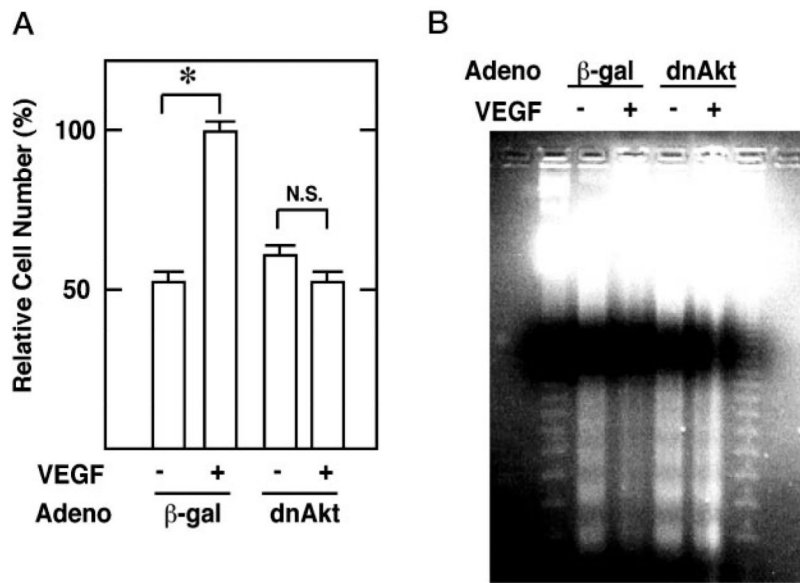 A
Relative Cell Number (%)
100
50
*
N.S.
VEGF - + - +
Adeno β-gal dnAkt
B
Adeno β-gal dnAkt
VEGF - + - +